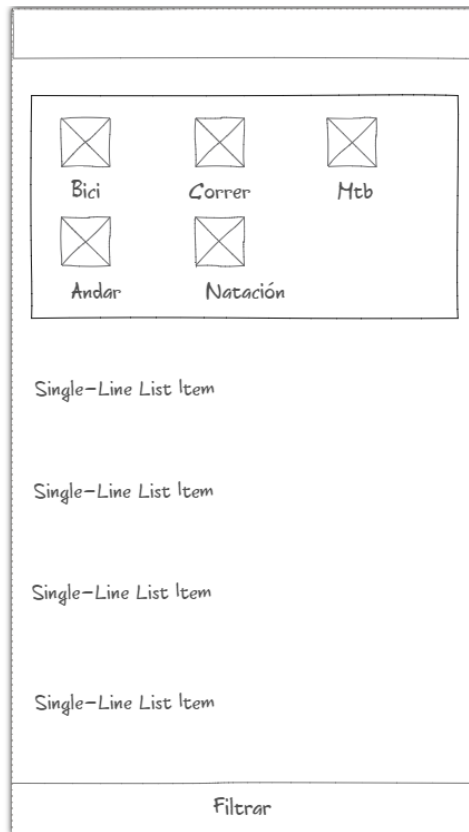 Bici Correr Mtb
Andar Natación
Single-Line List Item
Single-Line List Item
Single-Line List Item
Single-Line List Item
Filtrar